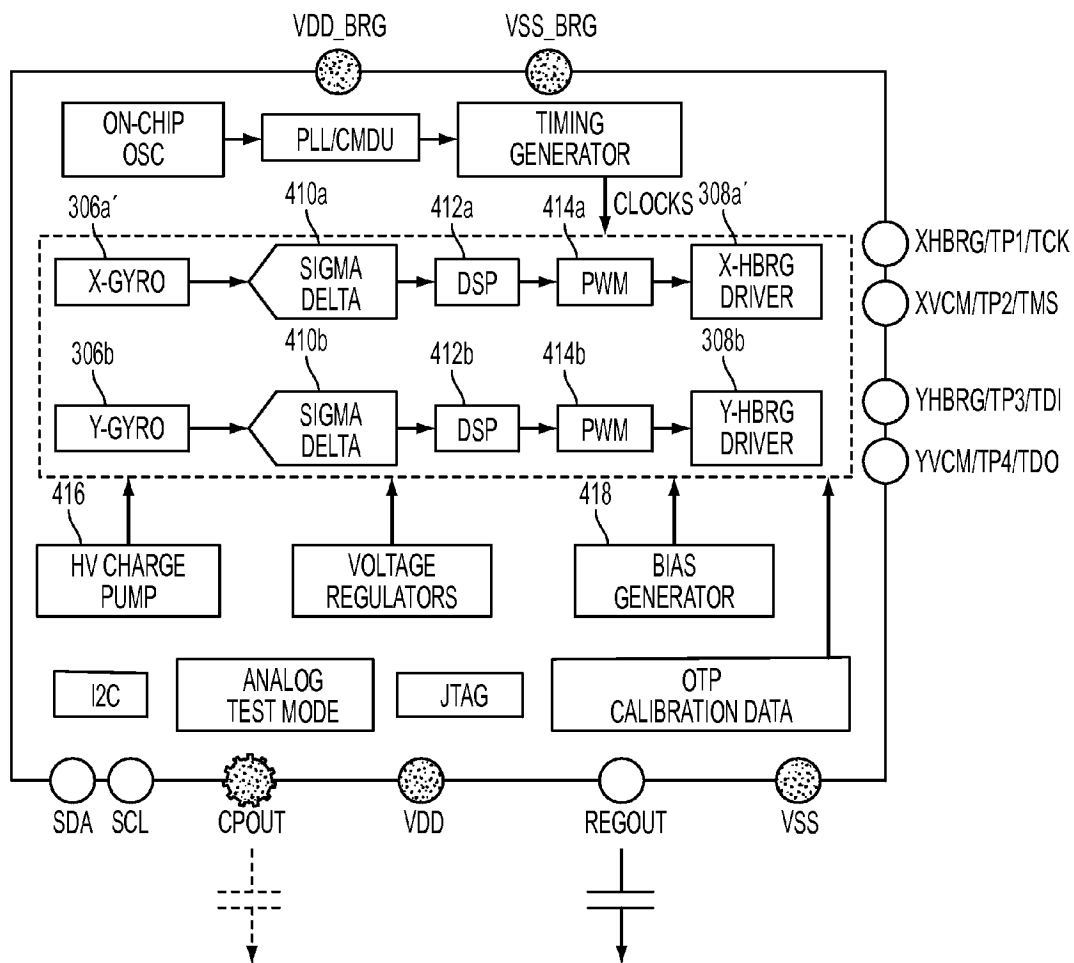 VDD_BRG
VSS_BRG
ON-CHIP
OSC
PLL/CMDU
TIMING
GENERATOR
CLOCKS
306a′
410a
412a
414a
308a′
X-GYRO
SIGMA
DELTA
DSP
PWM
X-HBRG
DRIVER
XHBRG/TP1/TCK
XVCM/TP2/TMS
306b
410b
412b
414b
308b
Y-GYRO
SIGMA
DELTA
DSP
PWM
Y-HBRG
DRIVER
YHBRG/TP3/TDI
YVCM/TP4/TDO
416
HV CHARGE
PUMP
VOLTAGE
REGULATORS
418
BIAS
GENERATOR
I2C
ANALOG
TEST MODE
JTAG
OTP
CALIBRATION DATA
SDA
SCL
CPOUT
VDD
REGOUT
VSS